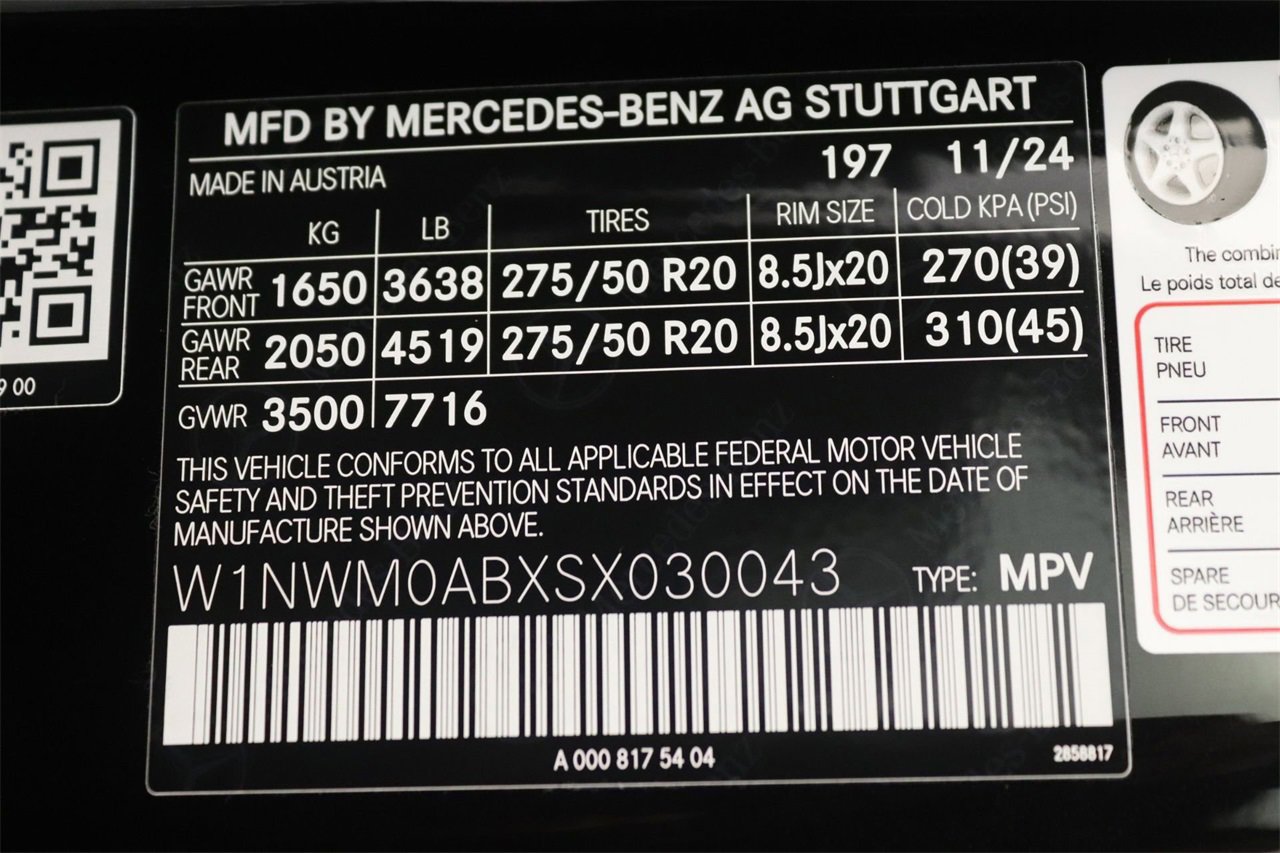 MFD BY MERCEDES-BENZ AG STUTTGART
MADE IN AUSTRIA 197 11/24
KG LB TIRES RIM SIZE COLD KPA (PSI)
GAWR FRONT 1650 3638 275/50 R20 8.5Jx20 270(39)
GAWR REAR 2050 4519 275/50 R20 8.5Jx20 310(45)
GVWR 3500 7716
THIS VEHICLE CONFORMS TO ALL APPLICABLE FEDERAL MOTOR VEHICLE
SAFETY AND THEFT PREVENTION STANDARDS IN EFFECT ON THE DATE OF
MANUFACTURE SHOWN ABOVE.
W1NWM0ABXSX030043 TYPE: MPV
A 000 817 54 04 2858817
9 00
The combin
Le poids total de
TIRE
PNEU
FRONT
AVANT
REAR
ARRIÈRE
SPARE
DE SECOUR